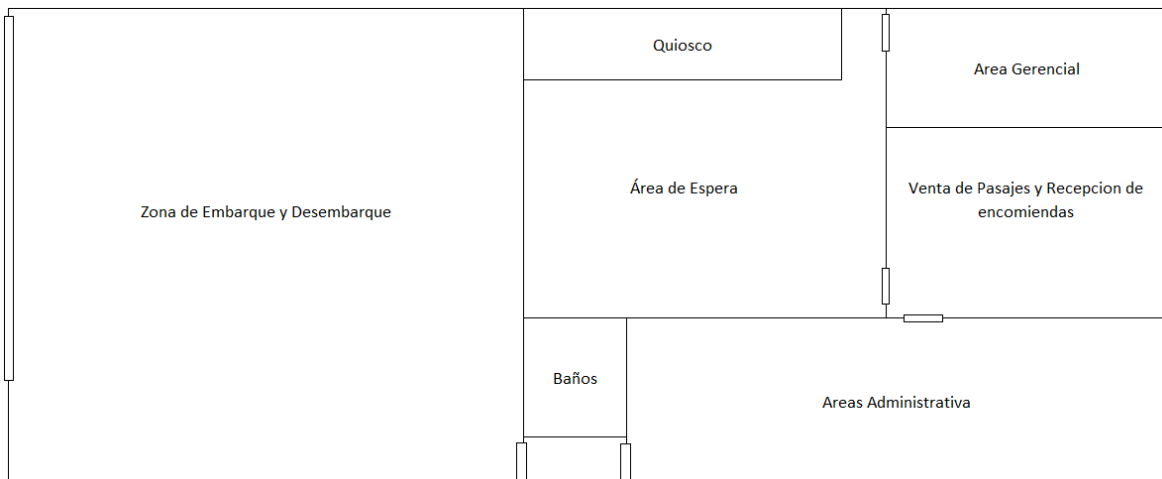 Quiosco
Area Gerencial
Área de Espera
Venta de Pasajes y Recepcion de
encomiendas
Zona de Embarque y Desembarque
Baños
Areas Administrativa